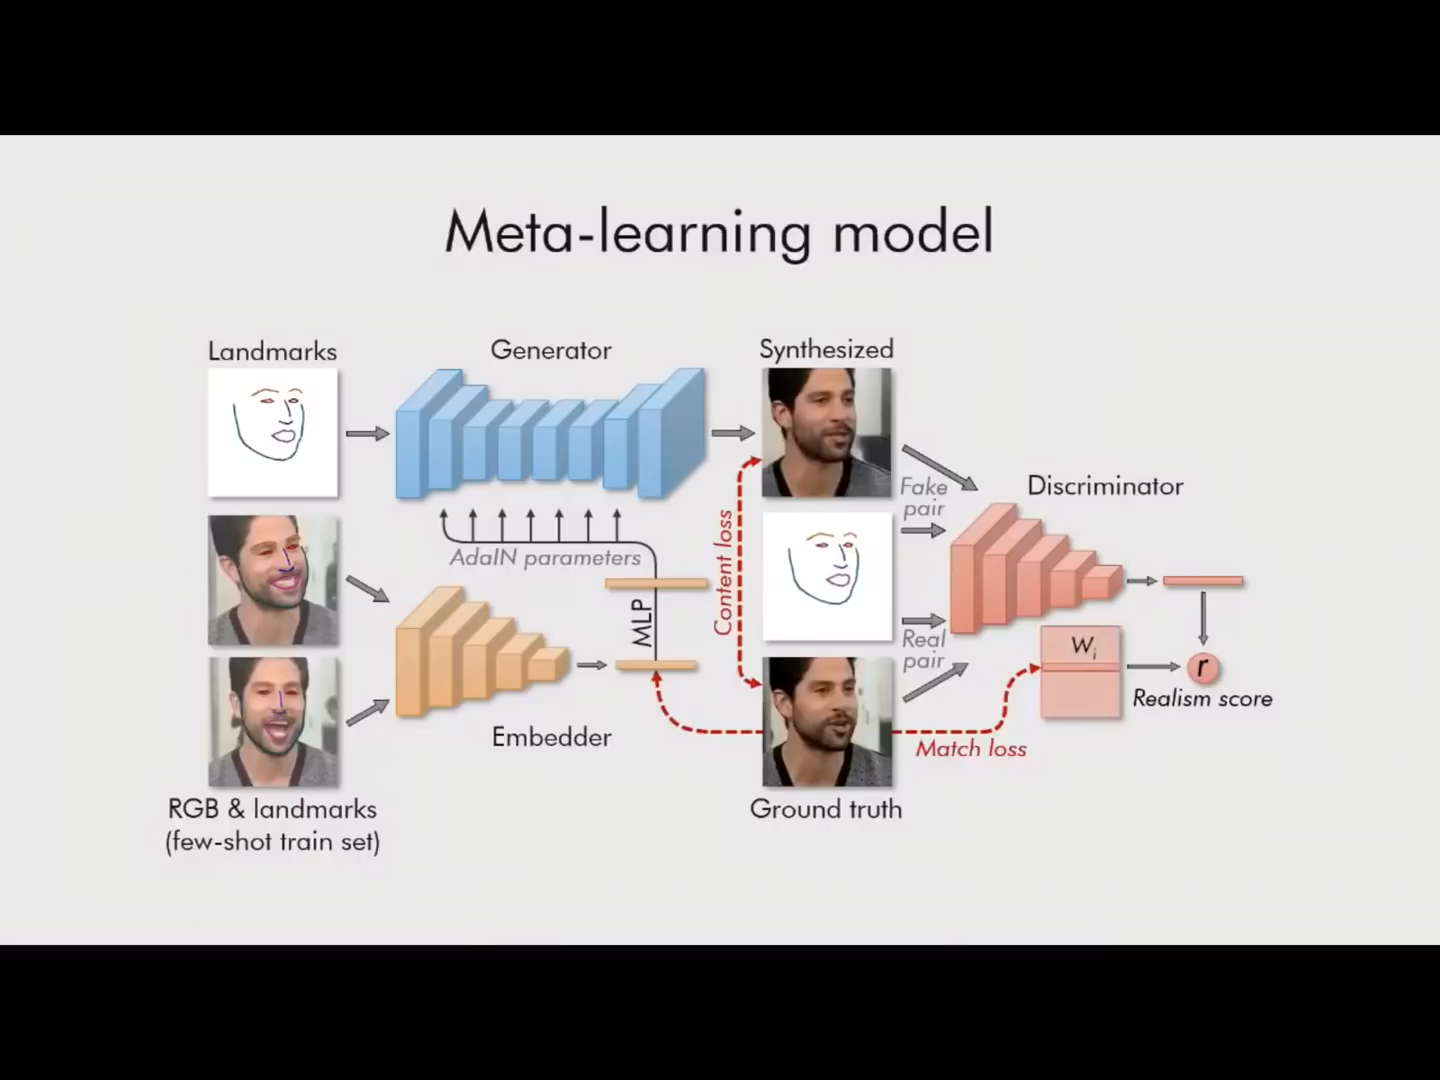 Meta-learning model
Landmarks
Generator
Synthesized
Fake
pair
Discriminator
AdaIN parameters
Content loss
MLP
Real
pair
Wi
r
Realism score
Embedder
Match loss
RGB & landmarks
(few-shot train set)
Ground truth